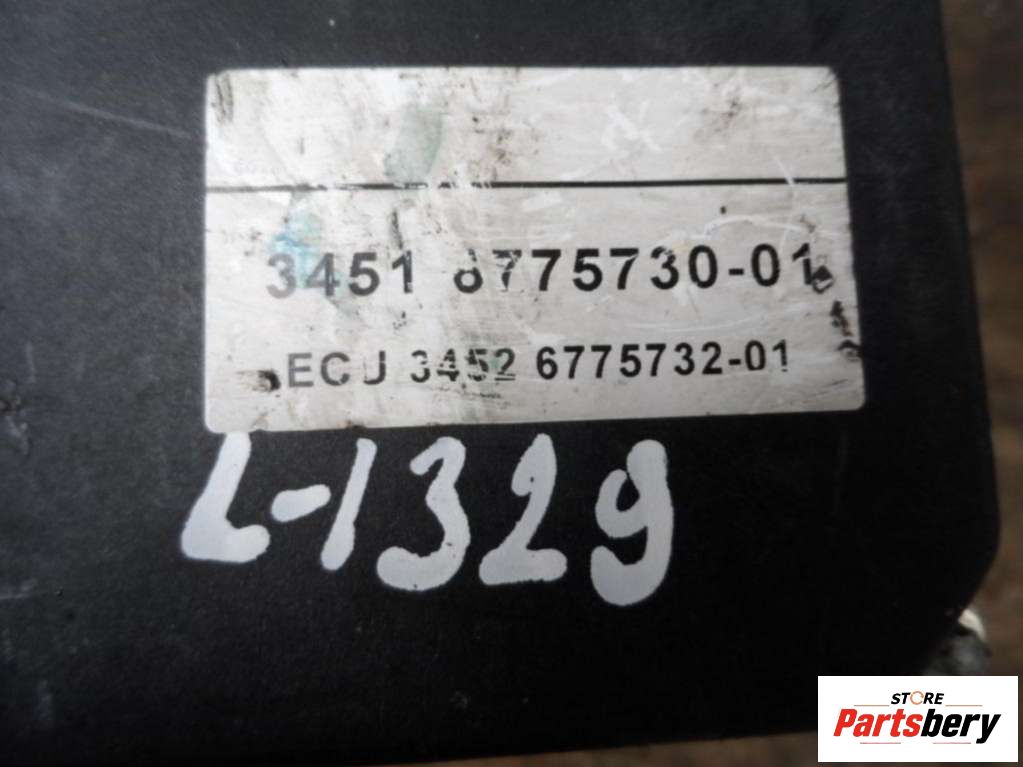 3451 6775730-01
ECU 3452 6775732-01
L-1329
STORE
Partsbery